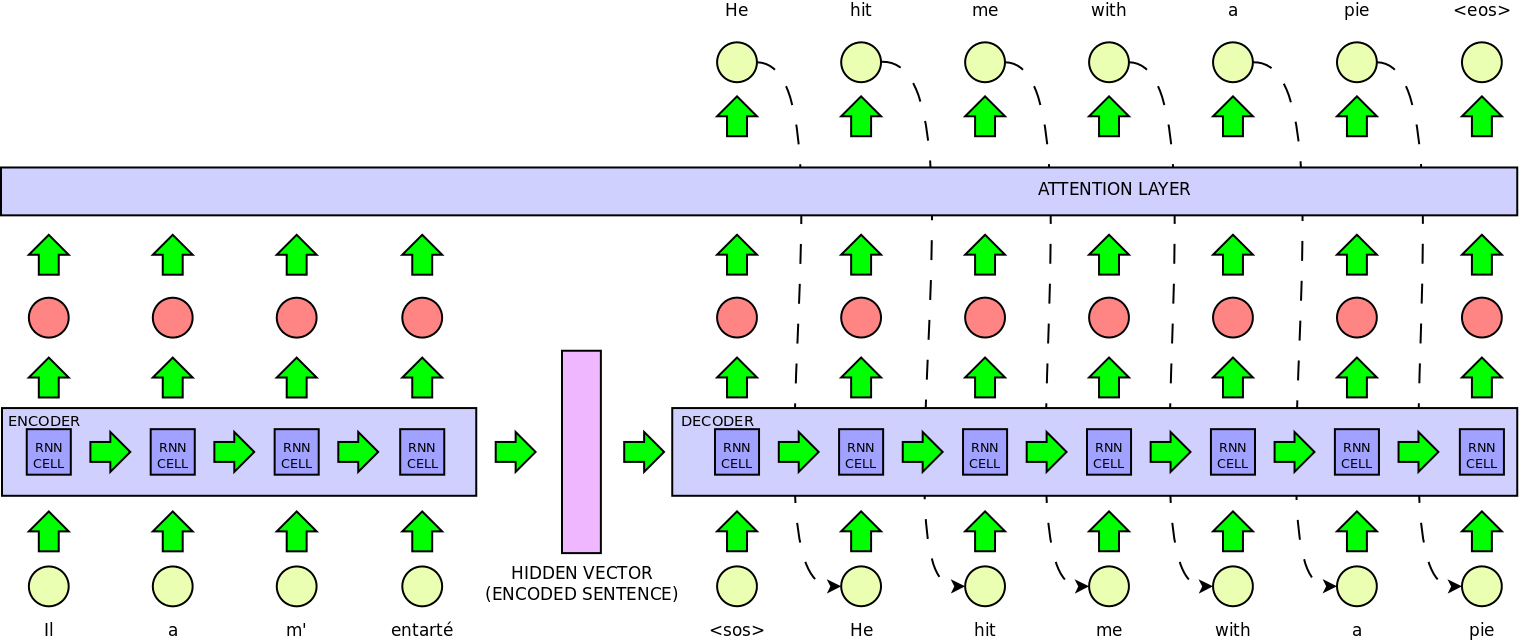 He hit me with a pie <eos>
ATTENTION LAYER
ENCODER
RNN CELL
RNN CELL
RNN CELL
RNN CELL
DECODER
RNN CELL
RNN CELL
RNN CELL
RNN CELL
RNN CELL
RNN CELL
RNN CELL
HIDDEN VECTOR
(ENCODED SENTENCE)
Il a m' entarté <sos> He hit me with a pie